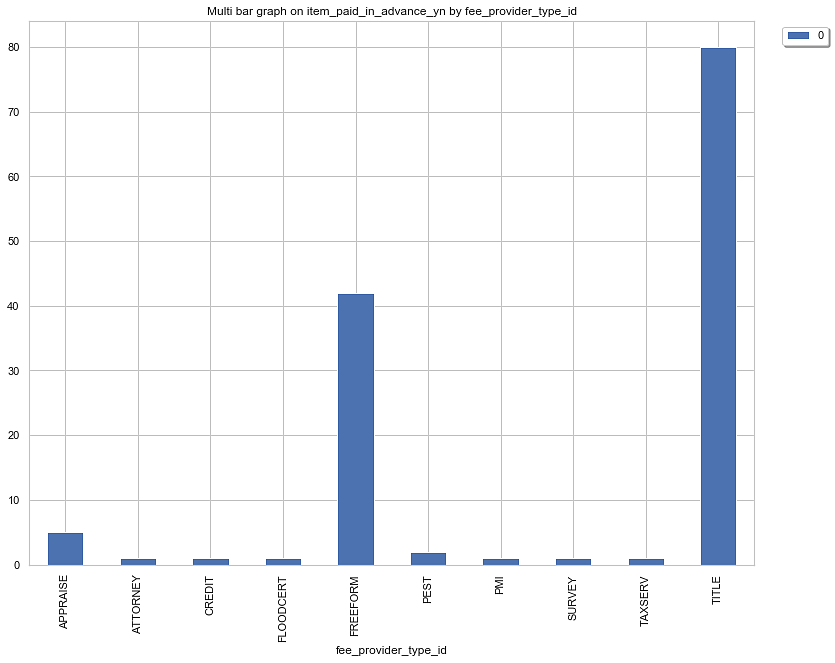 Multi bar graph on item_paid_in_advance_yn by fee_provider_type_id
0
80
70
60
50
40
30
20
10
0
APPRAISE
ATTORNEY
CREDIT
FLOODCERT
FREEFORM
PEST
PMI
SURVEY
TAXSERV
TITLE
fee_provider_type_id